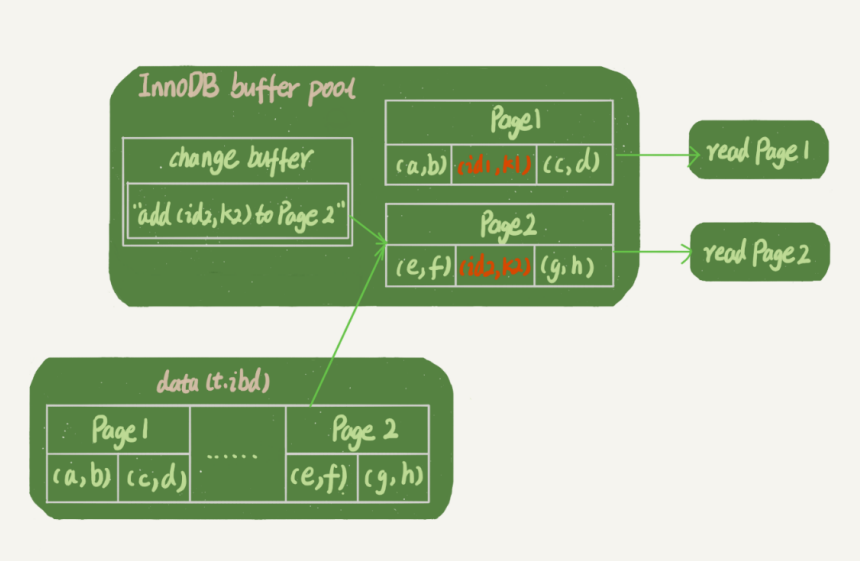 InnoDB buffer pool
change buffer
"add (id2,k2) to Page 2"
Page1
(a,b) (id1,k1) (c,d)
Page2
(e,f) (id2,k2) (g,h)
read Page1
read Page2
data (t.ibd)
Page1 ...... Page 2
(a,b) (c,d) (e,f) (g,h)